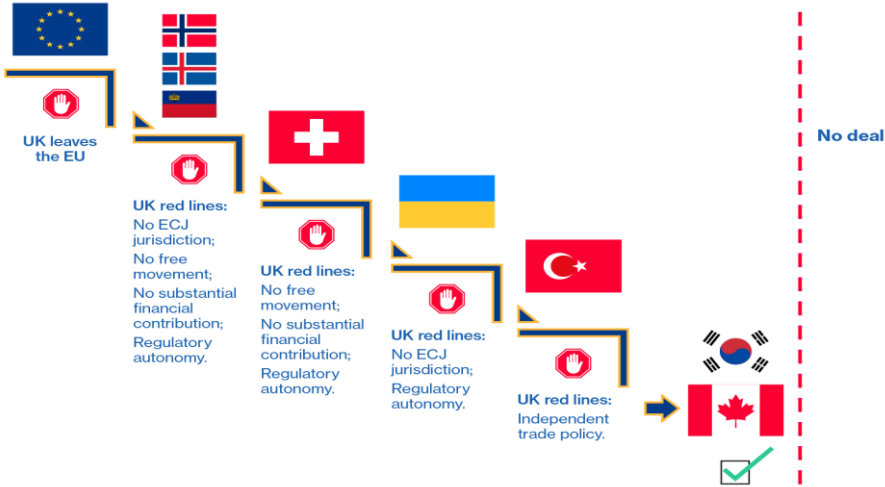 UK leaves
the EU
UK red lines:
No ECJ
jurisdiction;
No free
movement;
No substantial
financial
contribution;
Regulatory
autonomy.
UK red lines:
No free
movement;
No substantial
financial
contribution;
Regulatory
autonomy.
UK red lines:
No ECJ
jurisdiction;
Regulatory
autonomy.
UK red lines:
Independent
trade policy.
No deal